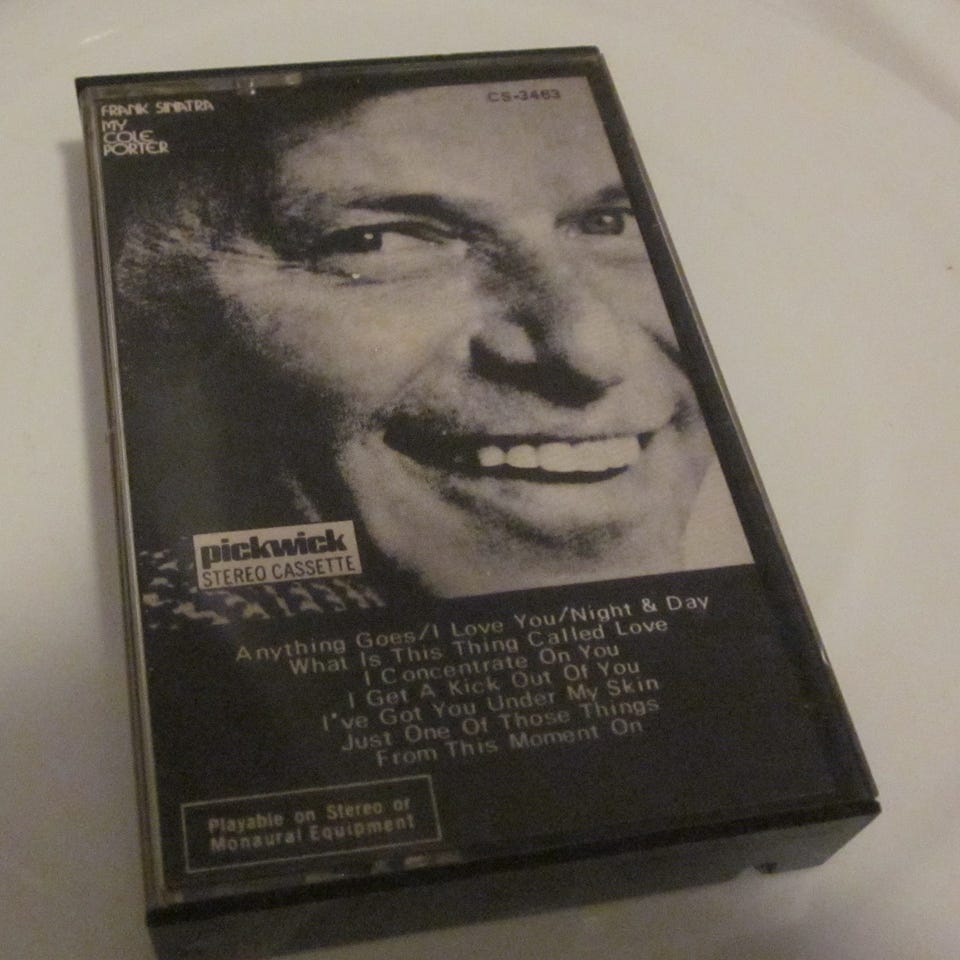 FRANK SINATRA
MY
COLE
PORTER
CS-3463
pickwick
STEREO CASSETTE
Anything Goes/I Love You/Night & Day
What Is This Thing Called Love
I Concentrate On You
I Get A Kick Out Of You
I've Got You Under My Skin
Just One Of Those Things
From This Moment On
Playable on Stereo or
Monaural Equipment